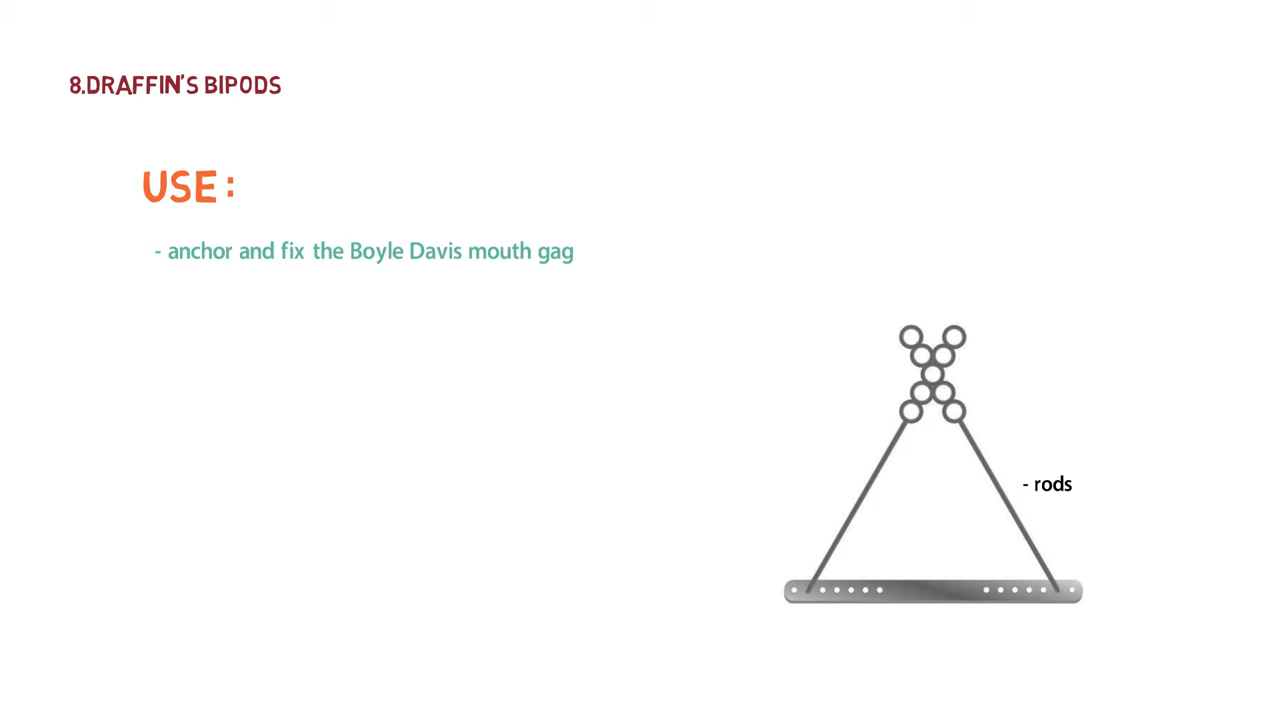 8.DRAFFIN'S BIPODS
USE :
- anchor and fix the Boyle Davis mouth gag
- rods